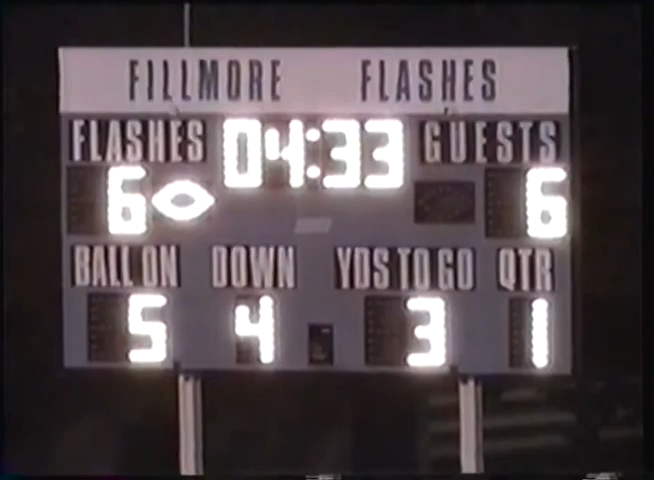 FILLMORE FLASHES
FLASHES 04:33 GUESTS
6 6
BALL ON DOWN YDS TO GO QTR
5 4 3 1